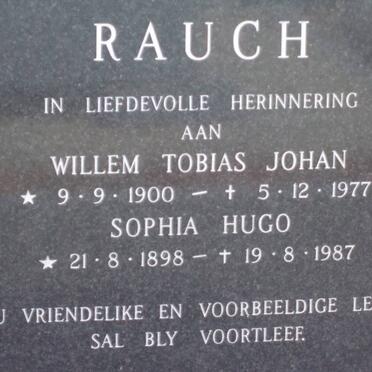 RAUCH
IN LIEFDEVOLLE HERINNERING
AAN
WILLEM TOBIAS JOHAN
★ 9·9·1900 – † 5·12·1977
SOPHIA HUGO
★ 21·8·1898 – † 19·8·1987
VRIENDELIKE EN VOORBEELDIGE
SAL BLY VOORTLEEF.